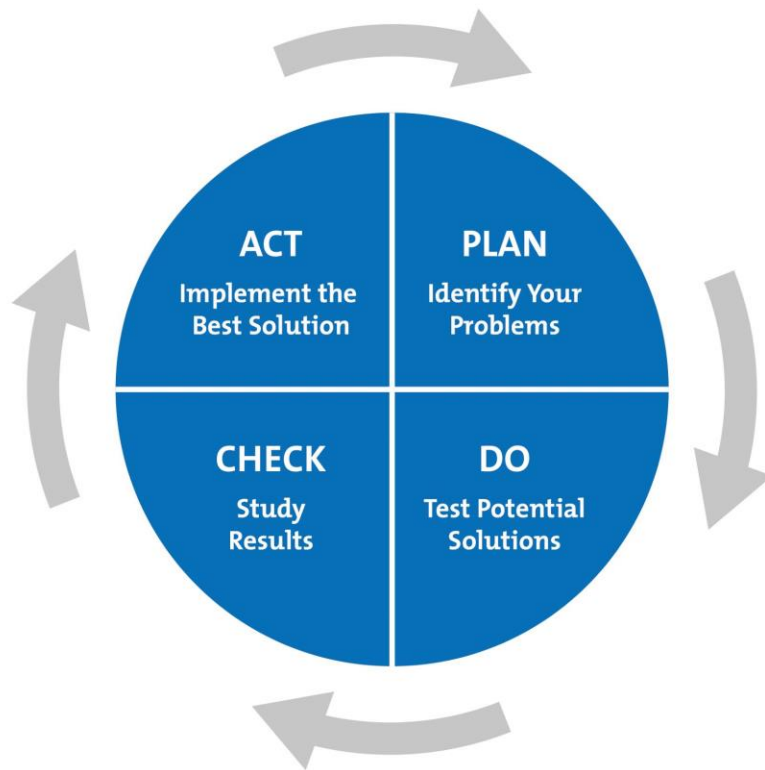 ACT
Implement the
Best Solution
PLAN
Identify Your
Problems
CHECK
Study
Results
DO
Test Potential
Solutions